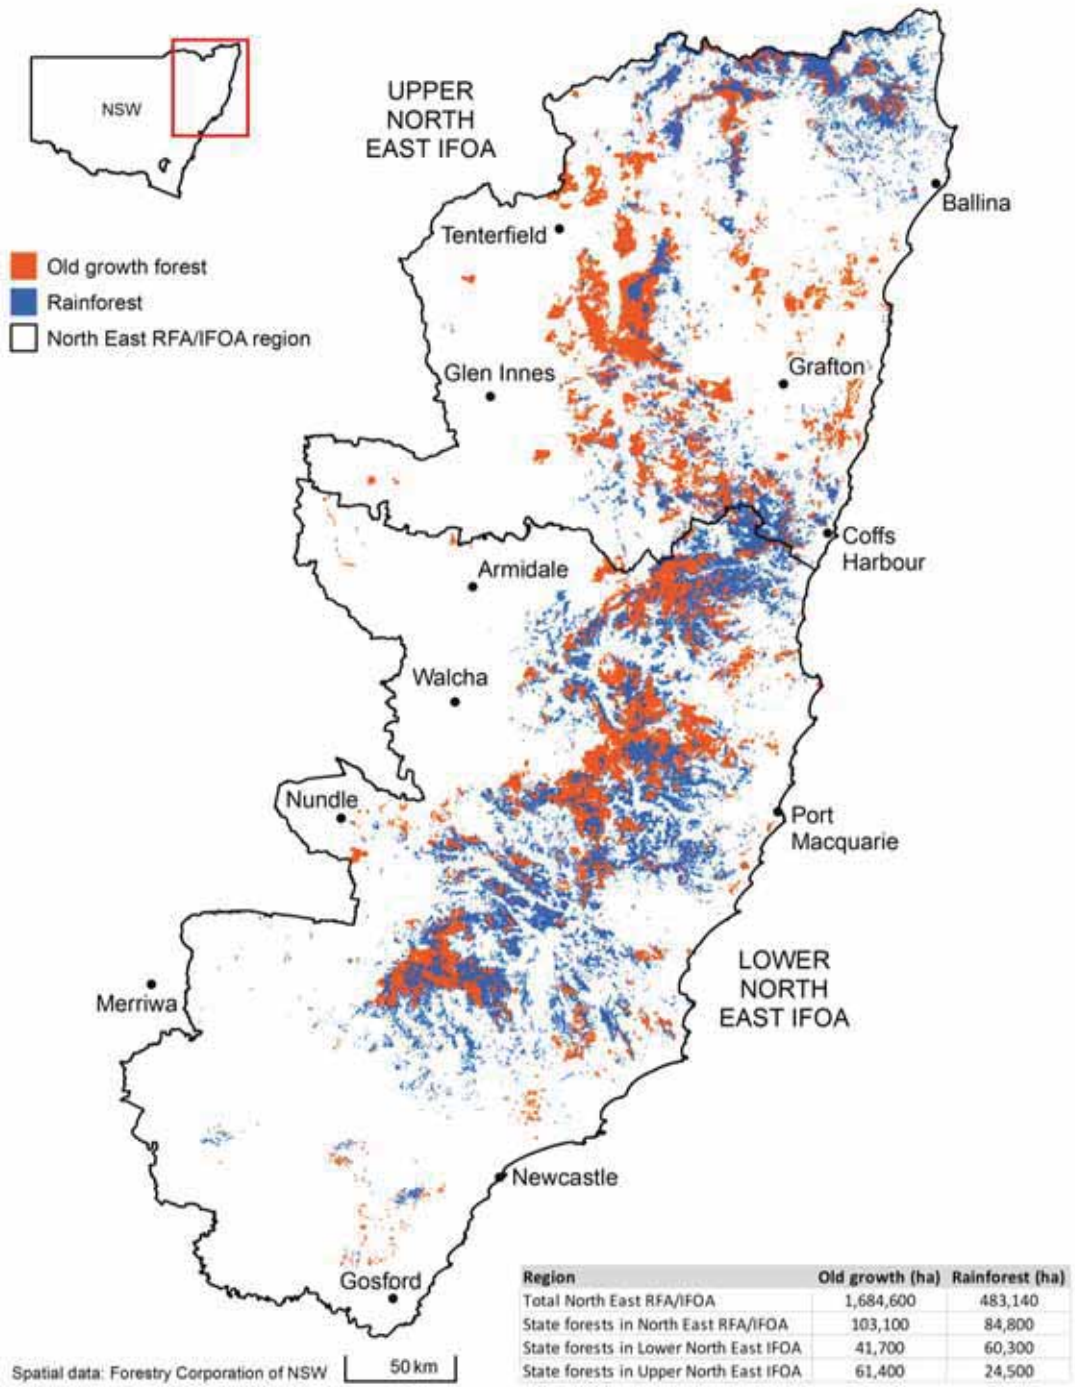 NSW
UPPER
NORTH
EAST IFOA
Ballina
Tenterfield
Old growth forest
Rainforest
North East RFA/IFOA region
Glen Innes
Grafton
Coffs
Harbour
Armidale
Walcha
Nundle
Port
Macquarie
LOWER
NORTH
EAST IFOA
Merriwa
Newcastle
Gosford
Region Old growth (ha) Rainforest (ha)
Total North East RFA/IFOA 1,684,600 483,140
State forests in North East RFA/IFOA 103,100 84,800
State forests in Lower North East IFOA 41,700 60,300
State forests in Upper North East IFOA 61,400 24,500
Spatial data: Forestry Corporation of NSW
50 km